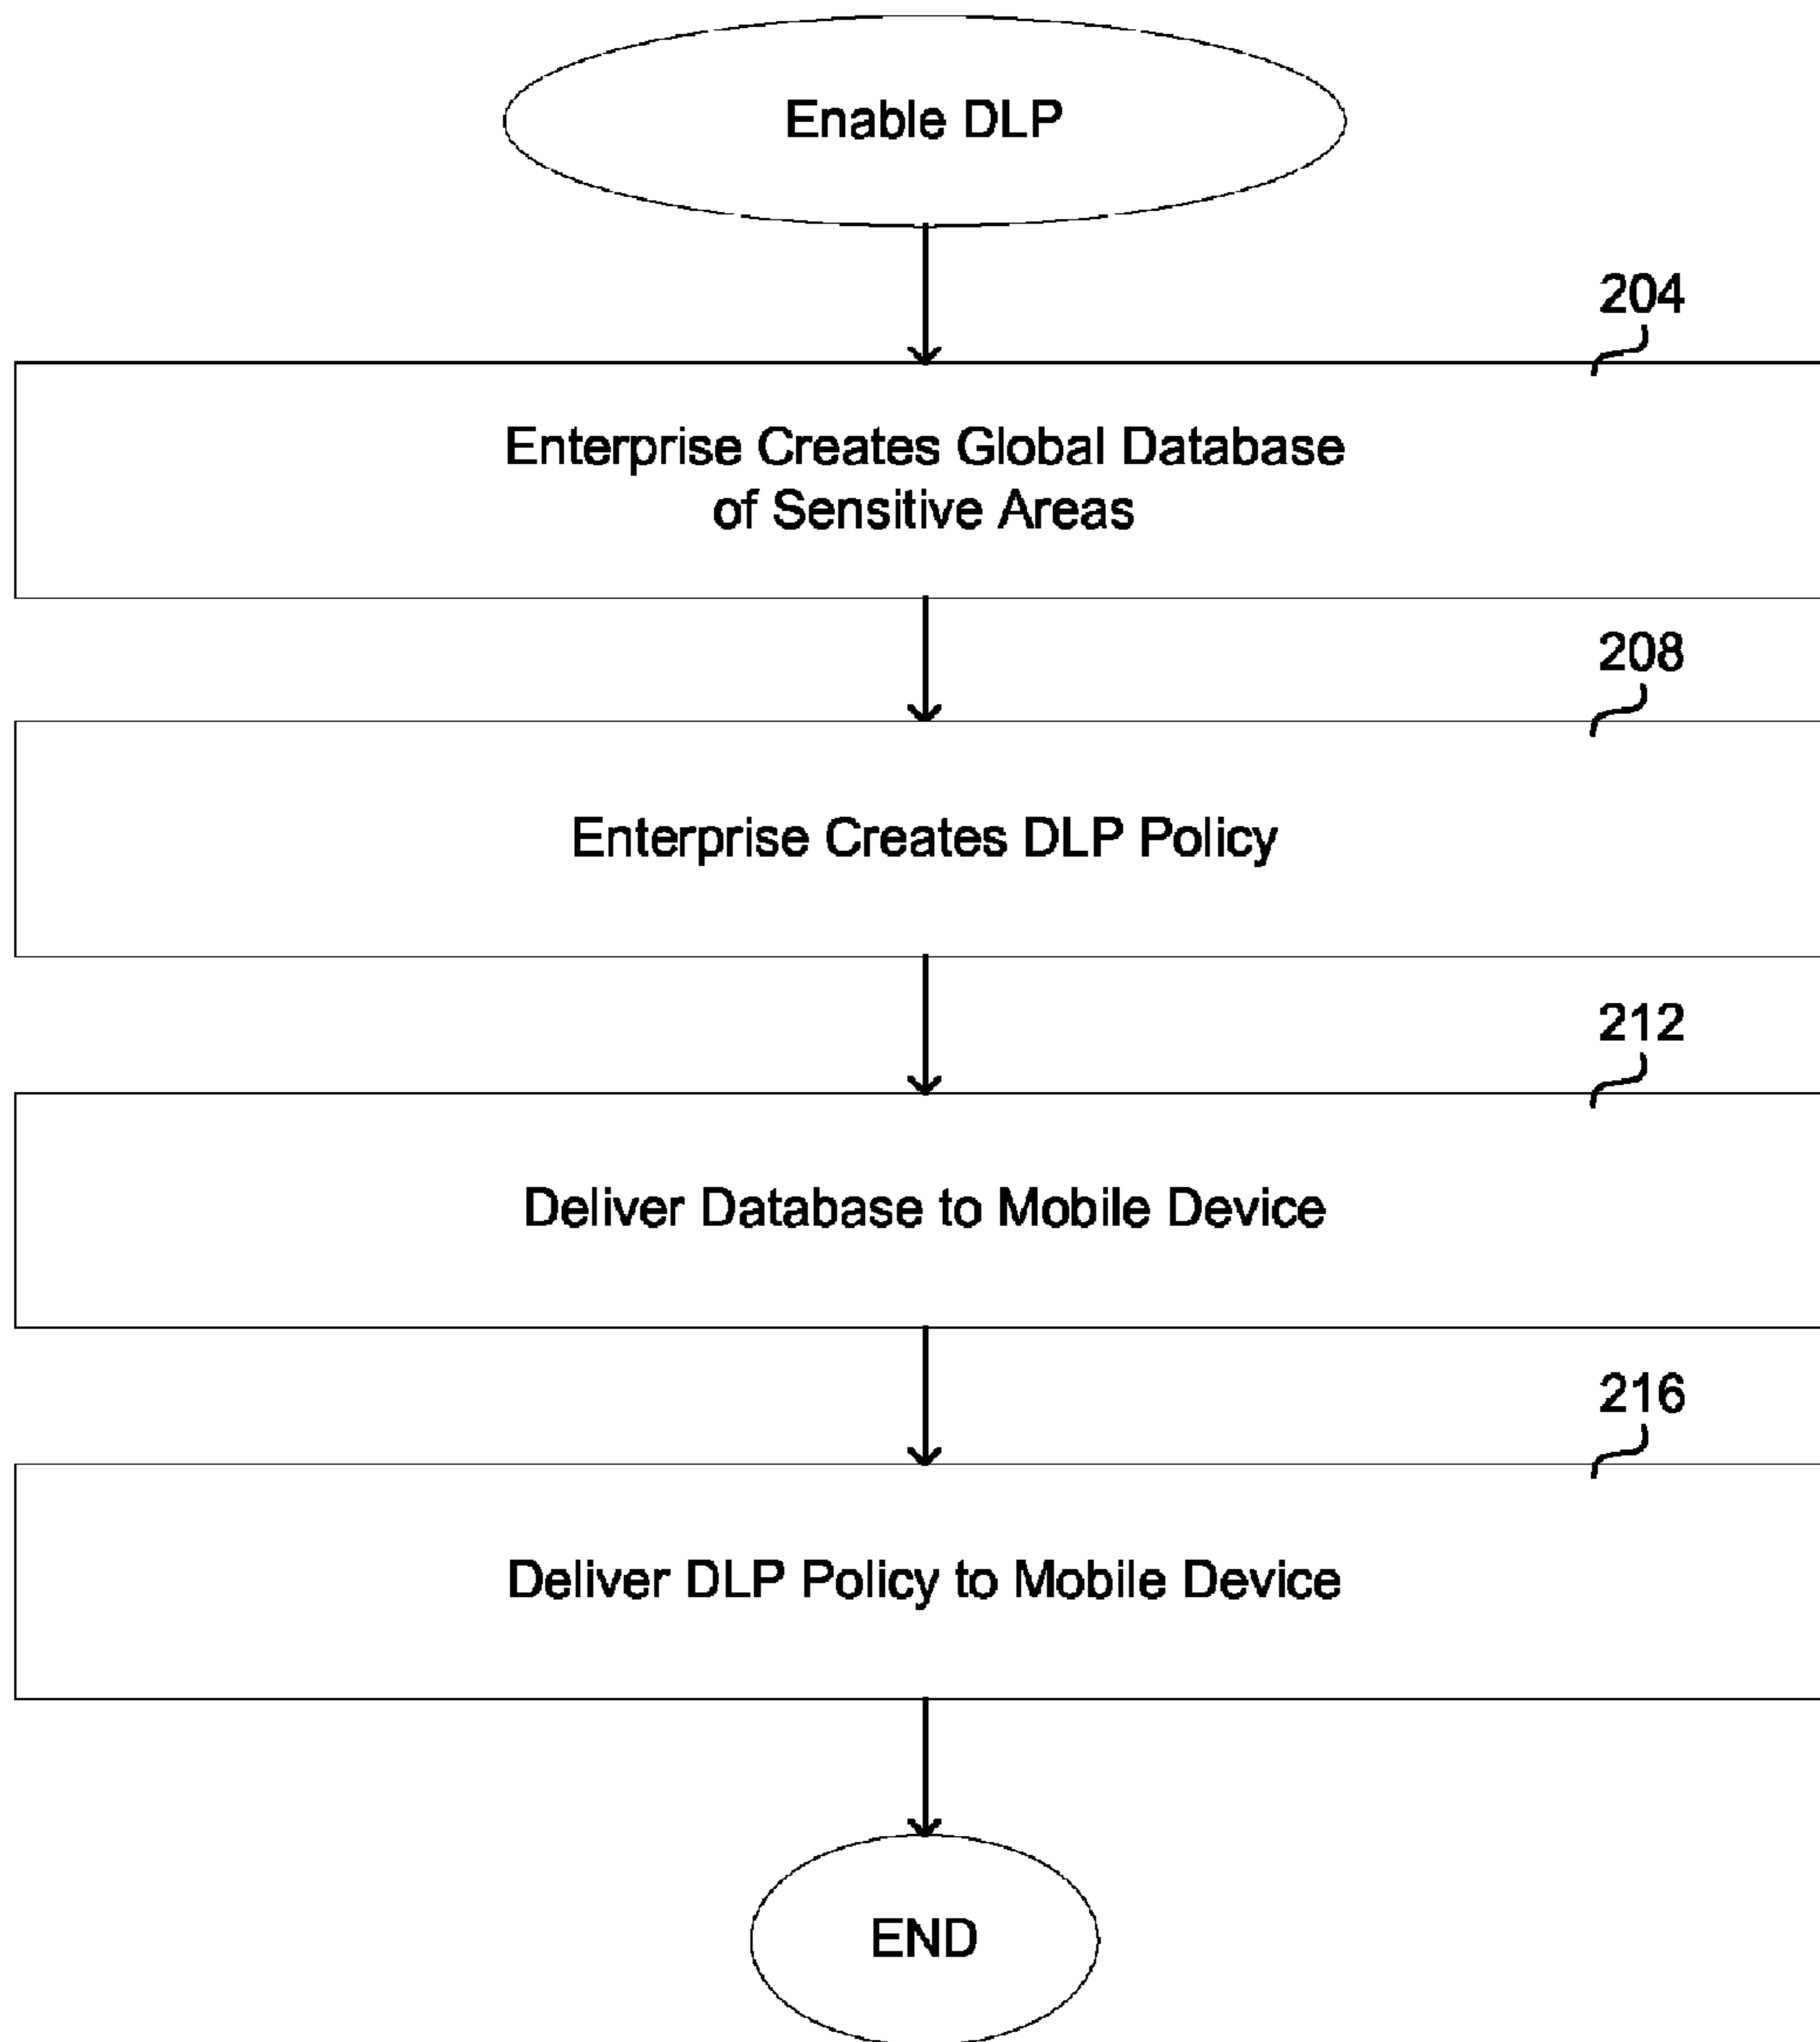 Enable DLP
204
Enterprise Creates Global Database
of Sensitive Areas
208
Enterprise Creates DLP Policy
212
Deliver Database to Mobile Device
216
Deliver DLP Policy to Mobile Device
END